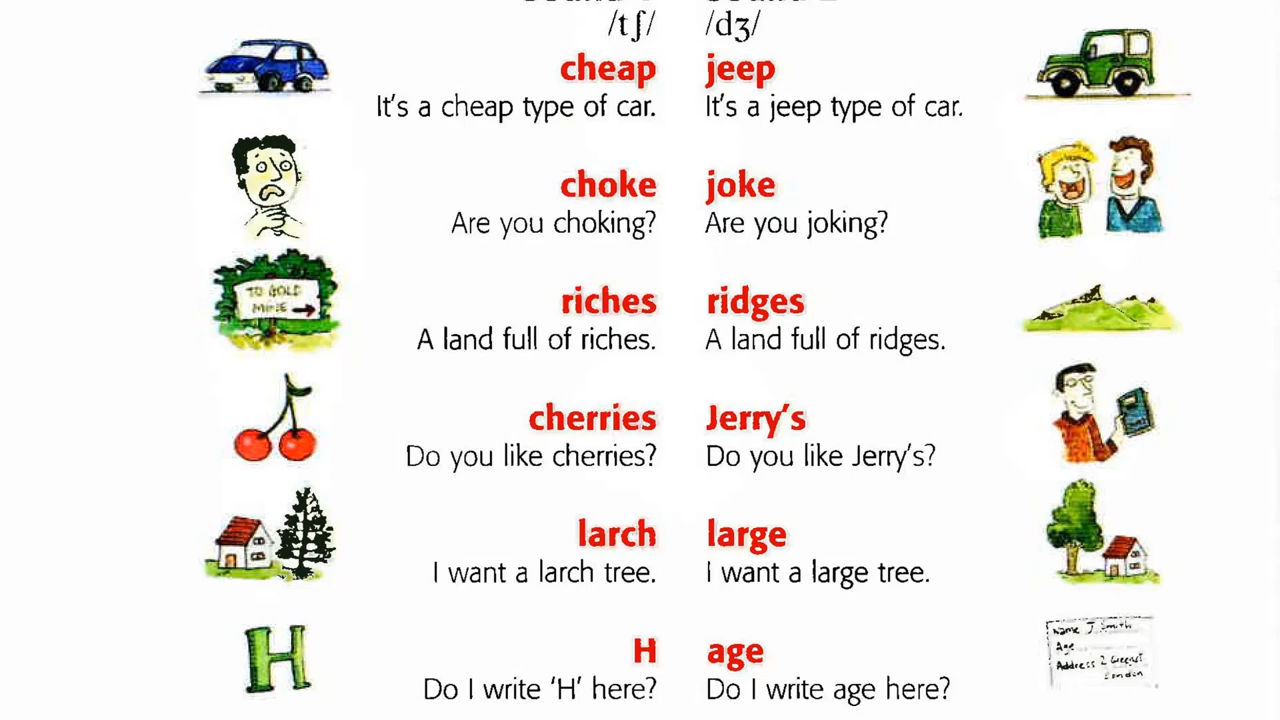 /tʃ/ /dʒ/
cheap jeep
It's a cheap type of car. It's a jeep type of car.
choke joke
Are you choking? Are you joking?
TO GOLD
MINE
riches ridges
A land full of riches. A land full of ridges.
cherries Jerry's
Do you like cherries? Do you like Jerry's?
larch large
I want a larch tree. I want a large tree.
H
H age
Do I write 'H' here? Do I write age here?
Name J. Smith
Age
Address 2 Green St
London